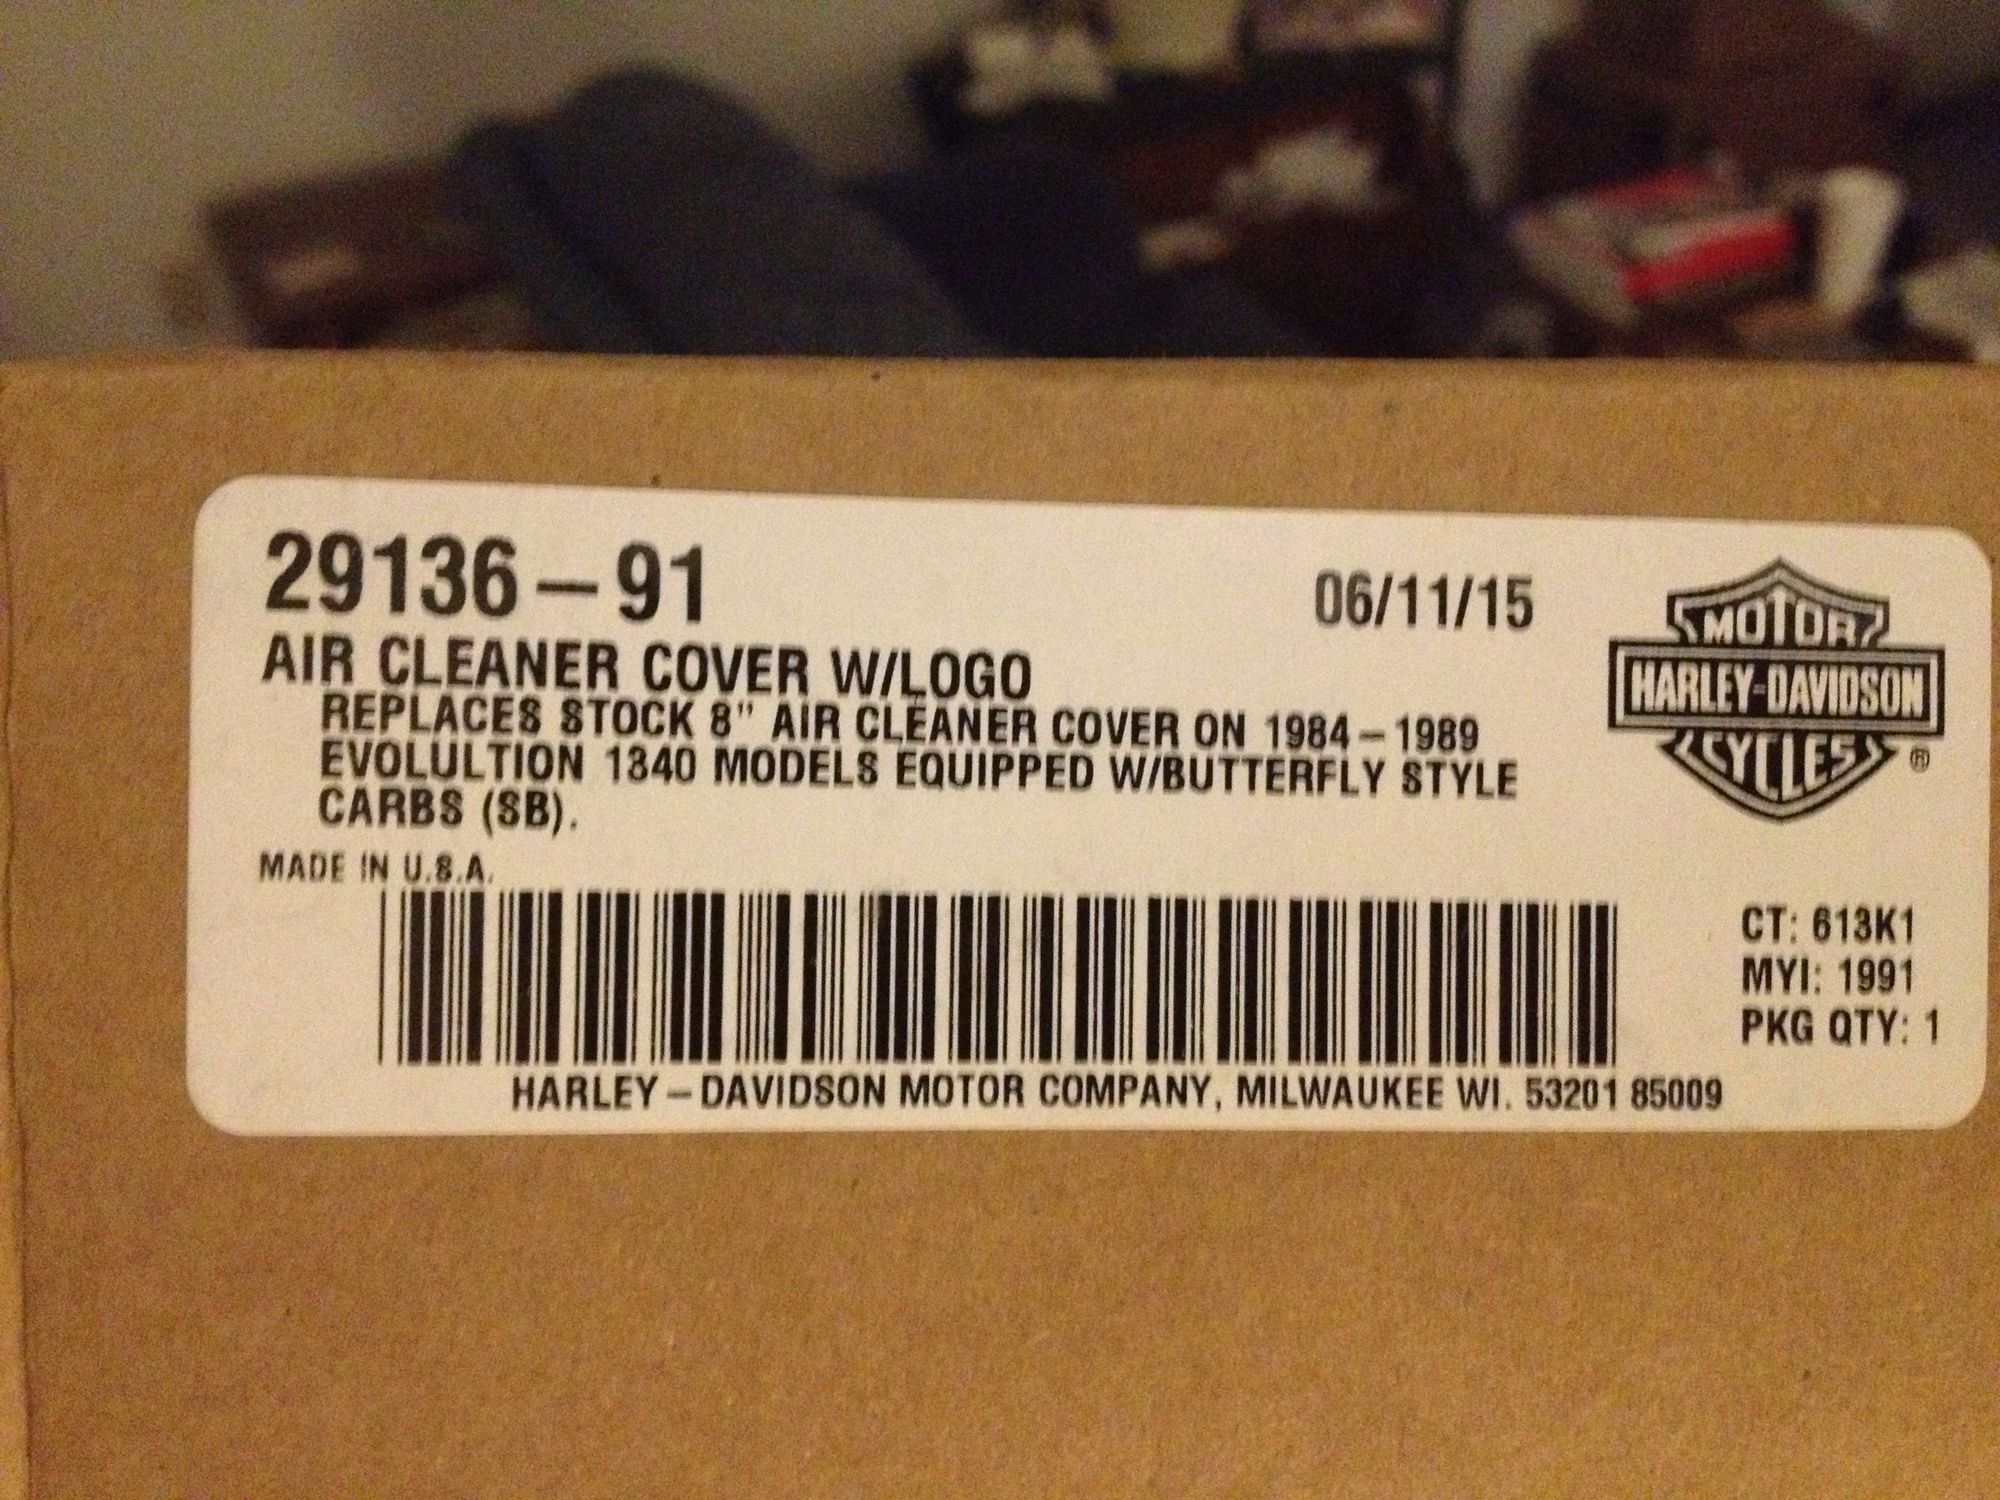 29136-91
06/11/15
AIR CLEANER COVER W/LOGO
REPLACES STOCK 8" AIR CLEANER COVER ON 1984-1989
EVOLULTION 1340 MODELS EQUIPPED W/BUTTERFLY STYLE
CARBS (SB).
MADE IN U.S.A.
MOTOR
HARLEY-DAVIDSON
CYCLES
®
CT: 613K1
MYI: 1991
PKG QTY: 1
HARLEY-DAVIDSON MOTOR COMPANY, MILWAUKEE WI. 53201 85009